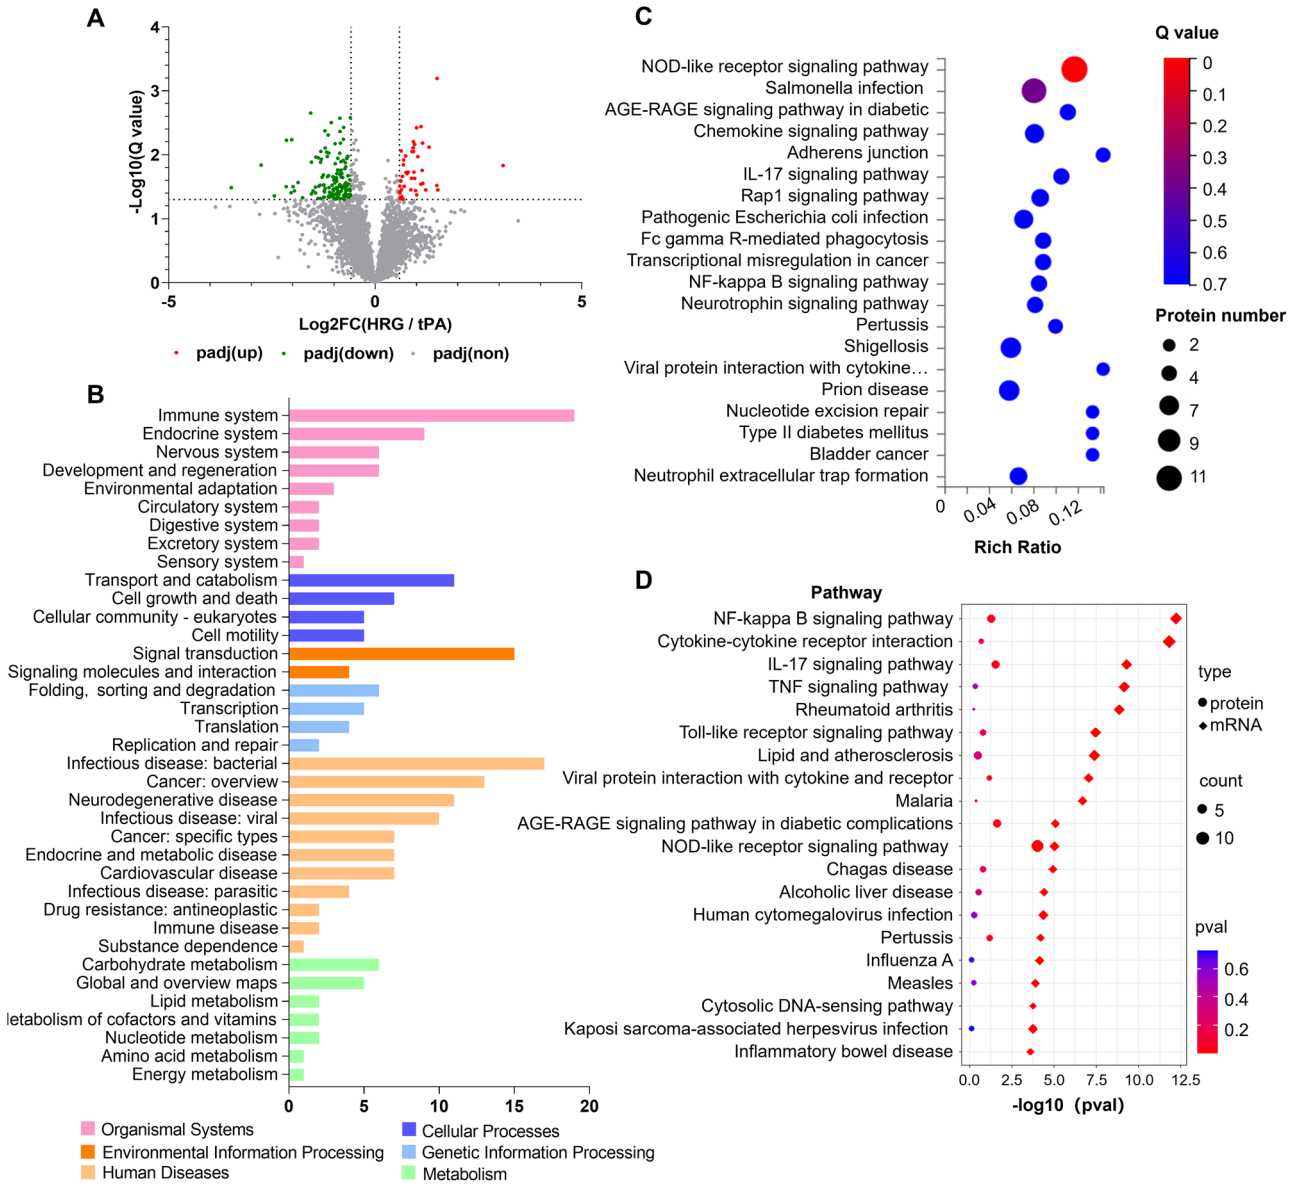 A
4
3
2
1
0
-Log10(Q value)
-5
0
5
Log2FC(HRG / tPA)
padj(up)
padj(down)
padj(non)
B
Immune system
Endocrine system
Nervous system
Development and regeneration
Environmental adaptation
Circulatory system
Digestive system
Excretory system
Sensory system
Transport and catabolism
Cell growth and death
Cellular community - eukaryotes
Cell motility
Signal transduction
Signaling molecules and interaction
Folding, sorting and degradation
Transcription
Translation
Replication and repair
Infectious disease: bacterial
Cancer: overview
Neurodegenerative disease
Infectious disease: viral
Cancer: specific types
Endocrine and metabolic disease
Cardiovascular disease
Infectious disease: parasitic
Drug resistance: antineoplastic
Immune disease
Substance dependence
Carbohydrate metabolism
Global and overview maps
Lipid metabolism
letabolism of cofactors and vitamins
Nucleotide metabolism
Amino acid metabolism
Energy metabolism
0 5 10 15 20
Organismal Systems
Cellular Processes
Environmental Information Processing
Genetic Information Processing
Human Diseases
Metabolism
C
NOD-like receptor signaling pathway
Salmonella infection
AGE-RAGE signaling pathway in diabetic
Chemokine signaling pathway
Adherens junction
IL-17 signaling pathway
Rap1 signaling pathway
Pathogenic Escherichia coli infection
Fc gamma R-mediated phagocytosis
Transcriptional misregulation in cancer
NF-kappa B signaling pathway
Neurotrophin signaling pathway
Pertussis
Shigellosis
Viral protein interaction with cytokine…
Prion disease
Nucleotide excision repair
Type II diabetes mellitus
Bladder cancer
Neutrophil extracellular trap formation
0 0.04 0.08 0.12
Rich Ratio
Q value
0
0.1
0.2
0.3
0.4
0.5
0.6
0.7
Protein number
2
4
7
9
11
D
Pathway
NF-kappa B signaling pathway
Cytokine-cytokine receptor interaction
IL-17 signaling pathway
TNF signaling pathway
Rheumatoid arthritis
Toll-like receptor signaling pathway
Lipid and atherosclerosis
Viral protein interaction with cytokine and receptor
Malaria
AGE-RAGE signaling pathway in diabetic complications
NOD-like receptor signaling pathway
Chagas disease
Alcoholic liver disease
Human cytomegalovirus infection
Pertussis
Influenza A
Measles
Cytosolic DNA-sensing pathway
Kaposi sarcoma-associated herpesvirus infection
Inflammatory bowel disease
0.0 2.5 5.0 7.5 10.0 12.5
-log10 (pval)
type
protein
mRNA
count
5
10
pval
0.6
0.4
0.2